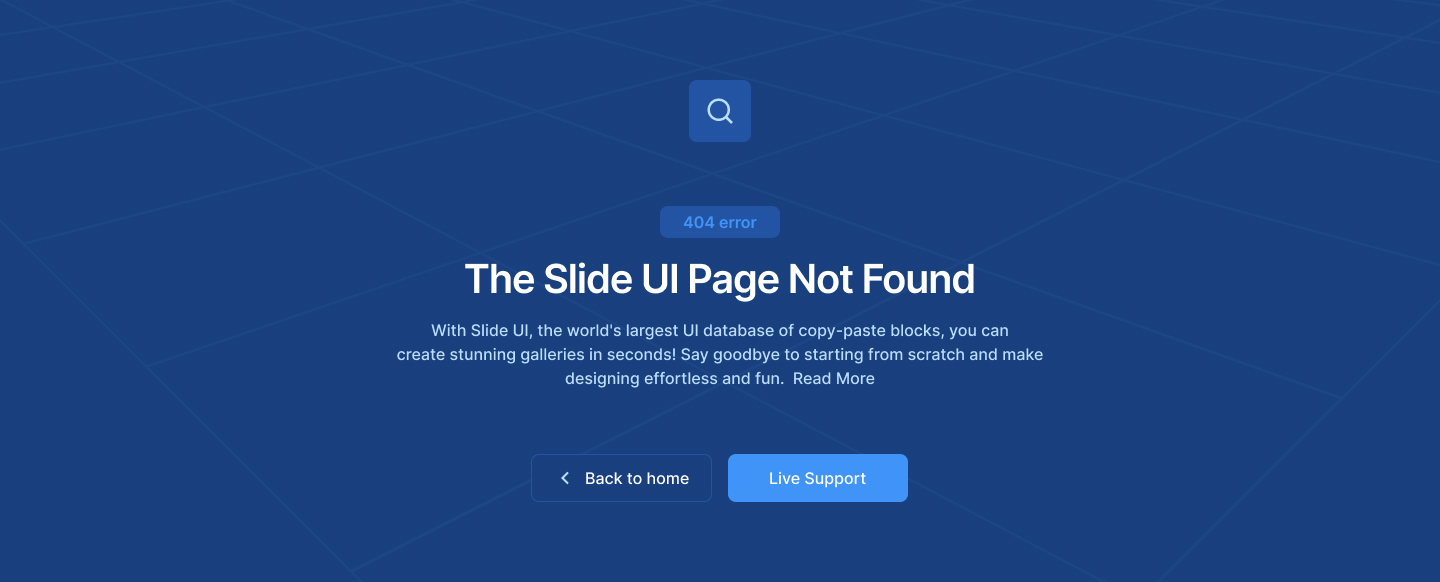 404 error
The Slide UI Page Not Found
With Slide UI, the world's largest UI database of copy-paste blocks, you can
create stunning galleries in seconds! Say goodbye to starting from scratch and make
designing effortless and fun.  Read More
Back to home
Live Support